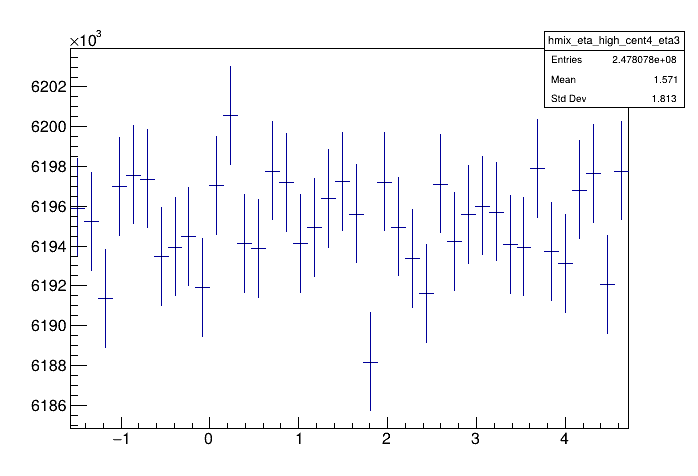 ×10³
hmix_eta_high_cent4_eta3
Entries 2.478078e+08
Mean 1.571
Std Dev 1.813
6202
6200
6198
6196
6194
6192
6190
6188
6186
−1 0 1 2 3 4